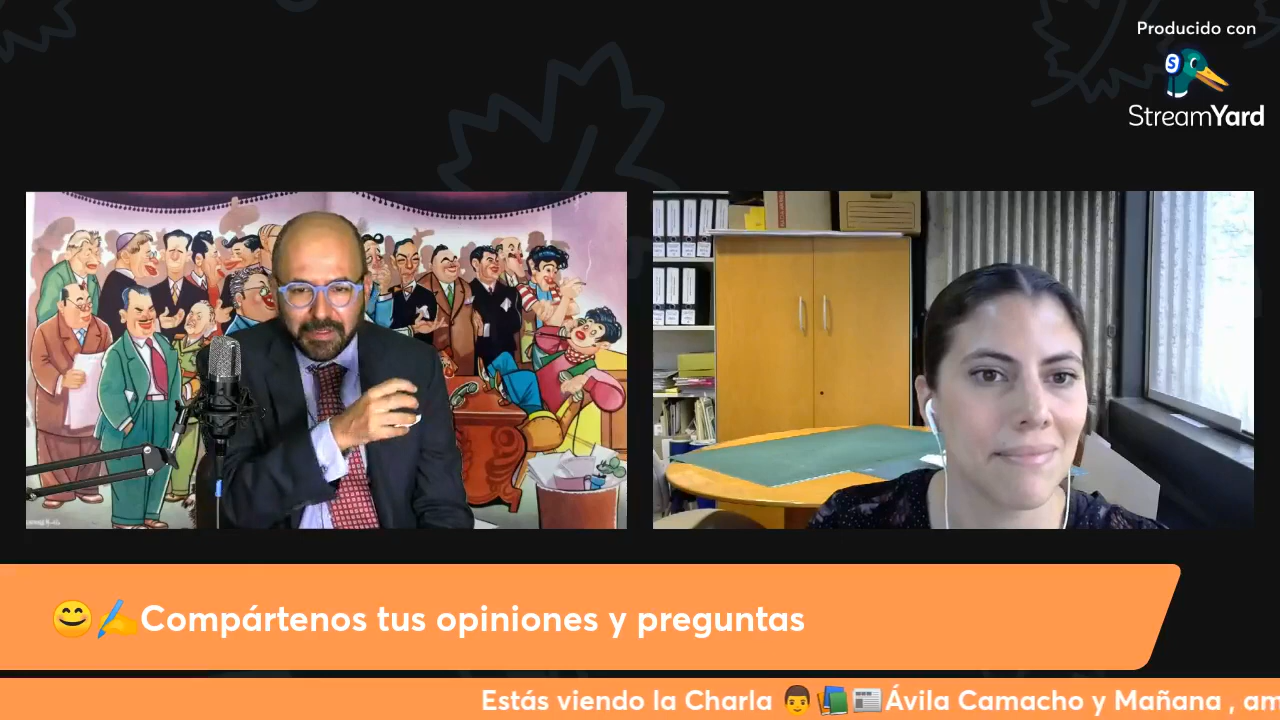 Producido con
StreamYard
😊✍️Compártenos tus opiniones y preguntas
Estás viendo la Charla 👨📚📰Ávila Camacho y Mañana , am